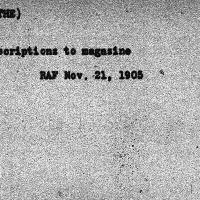 THE)
scriptions to magazine
RAF Nov. 21, 1905